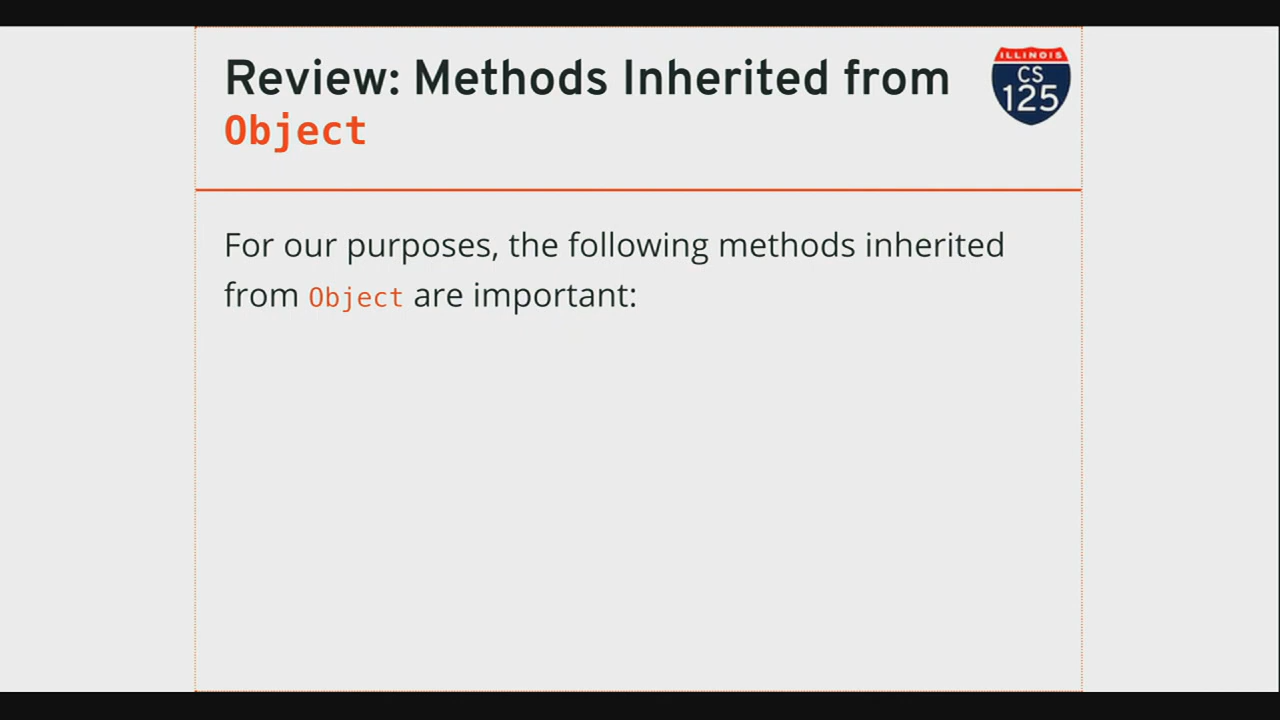 Review: Methods Inherited from
Object
ILLINOIS
CS
125
For our purposes, the following methods inherited
from Object are important: